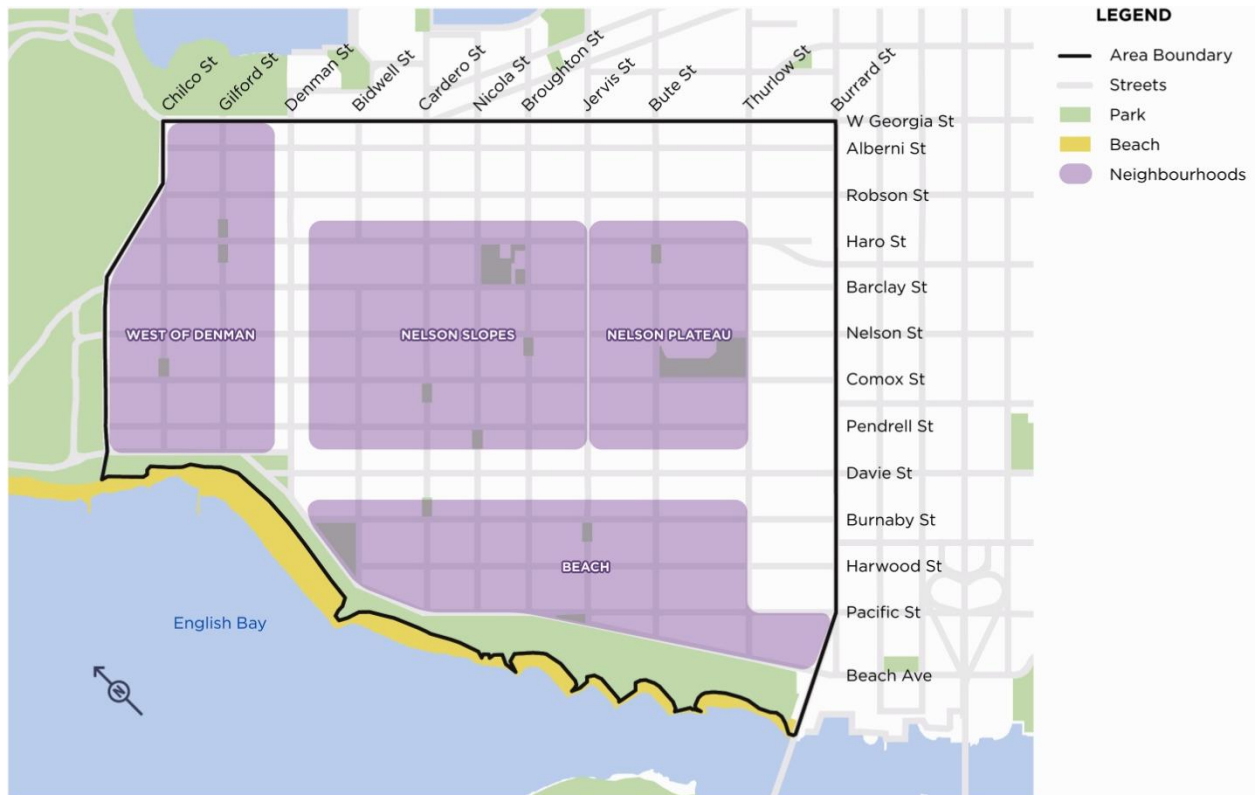 LEGEND
Area Boundary
Streets
Park
Beach
Neighbourhoods
Chilco St
Gilford St
Denman St
Bidwell St
Cardero St
Nicola St
Broughton St
Jervis St
Bute St
Thurlow St
Burrard St
W Georgia St
Alberni St
Robson St
Haro St
Barclay St
Nelson St
Comox St
Pendrell St
Davie St
Burnaby St
Harwood St
Pacific St
Beach Ave
WEST OF DENMAN
NELSON SLOPES
NELSON PLATEAU
BEACH
English Bay
N